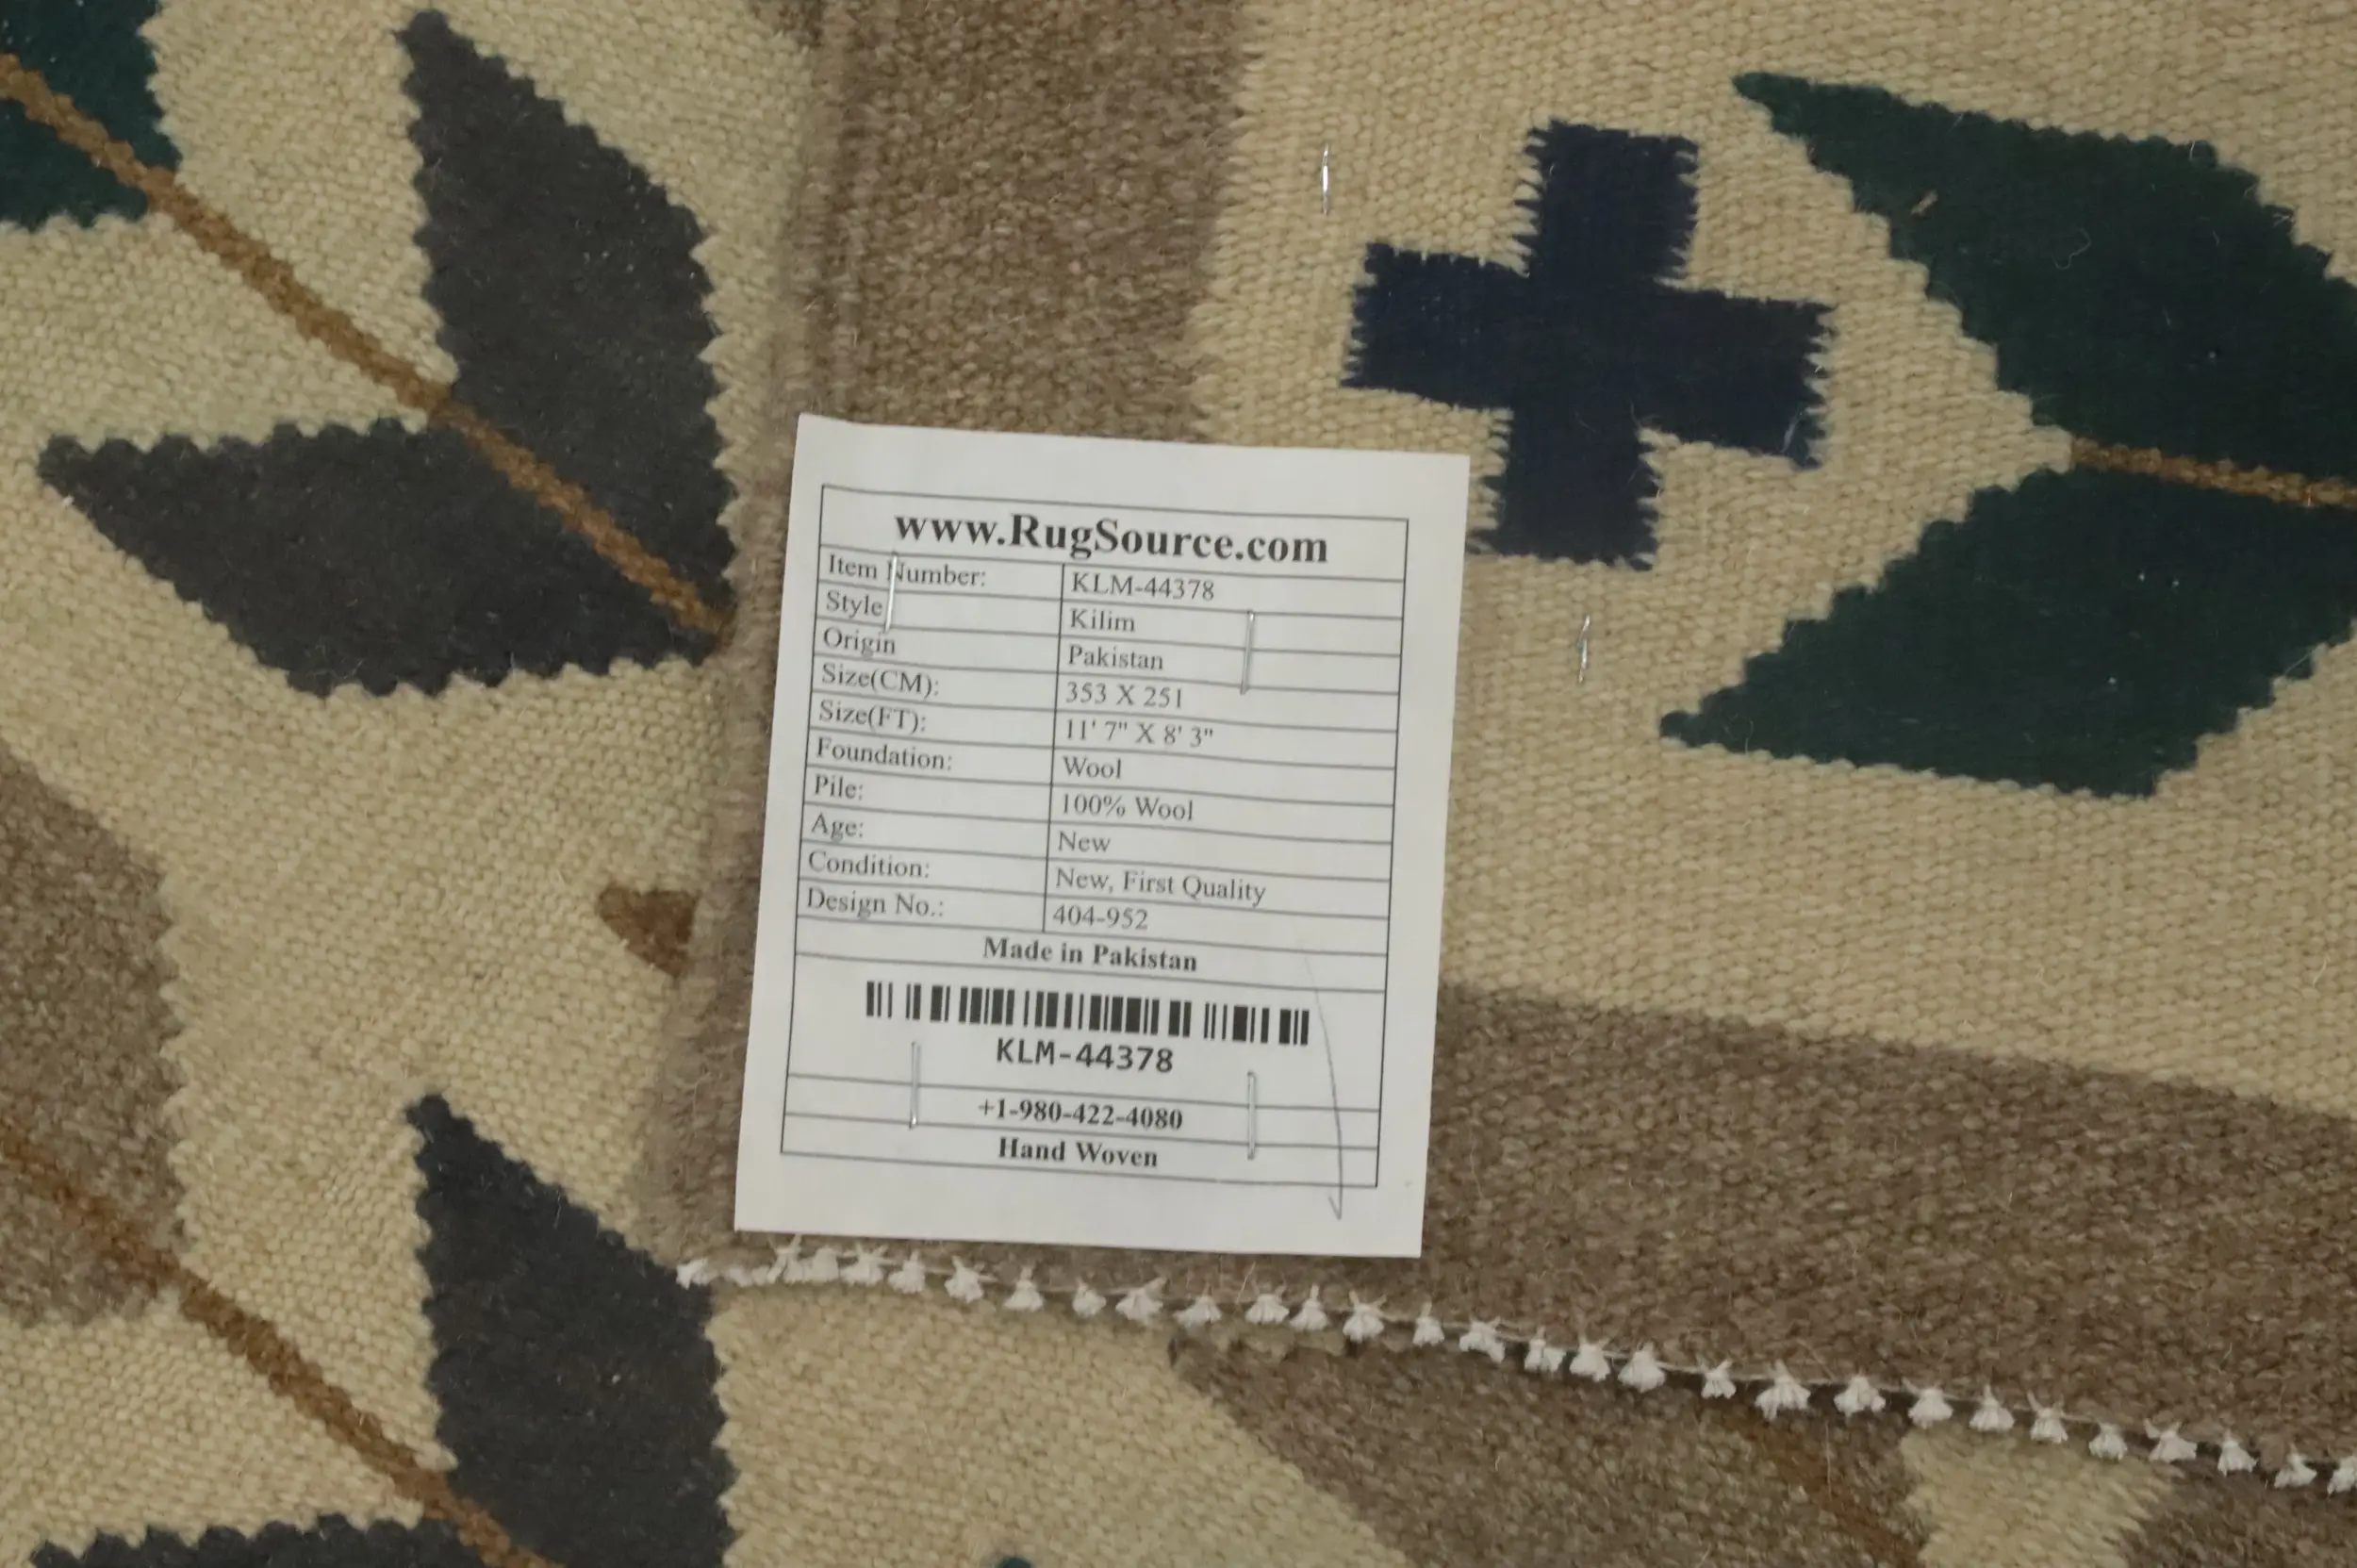 www.RugSource.com
Item Number: KLM-44378
Style Kilim
Origin Pakistan
Size(CM): 353 X 251
Size(FT): 11' 7" X 8' 3"
Foundation: Wool
Pile: 100% Wool
Age: New
Condition: New, First Quality
Design No.: 404-952
Made in Pakistan
KLM-44378
+1-980-422-4080
Hand Woven